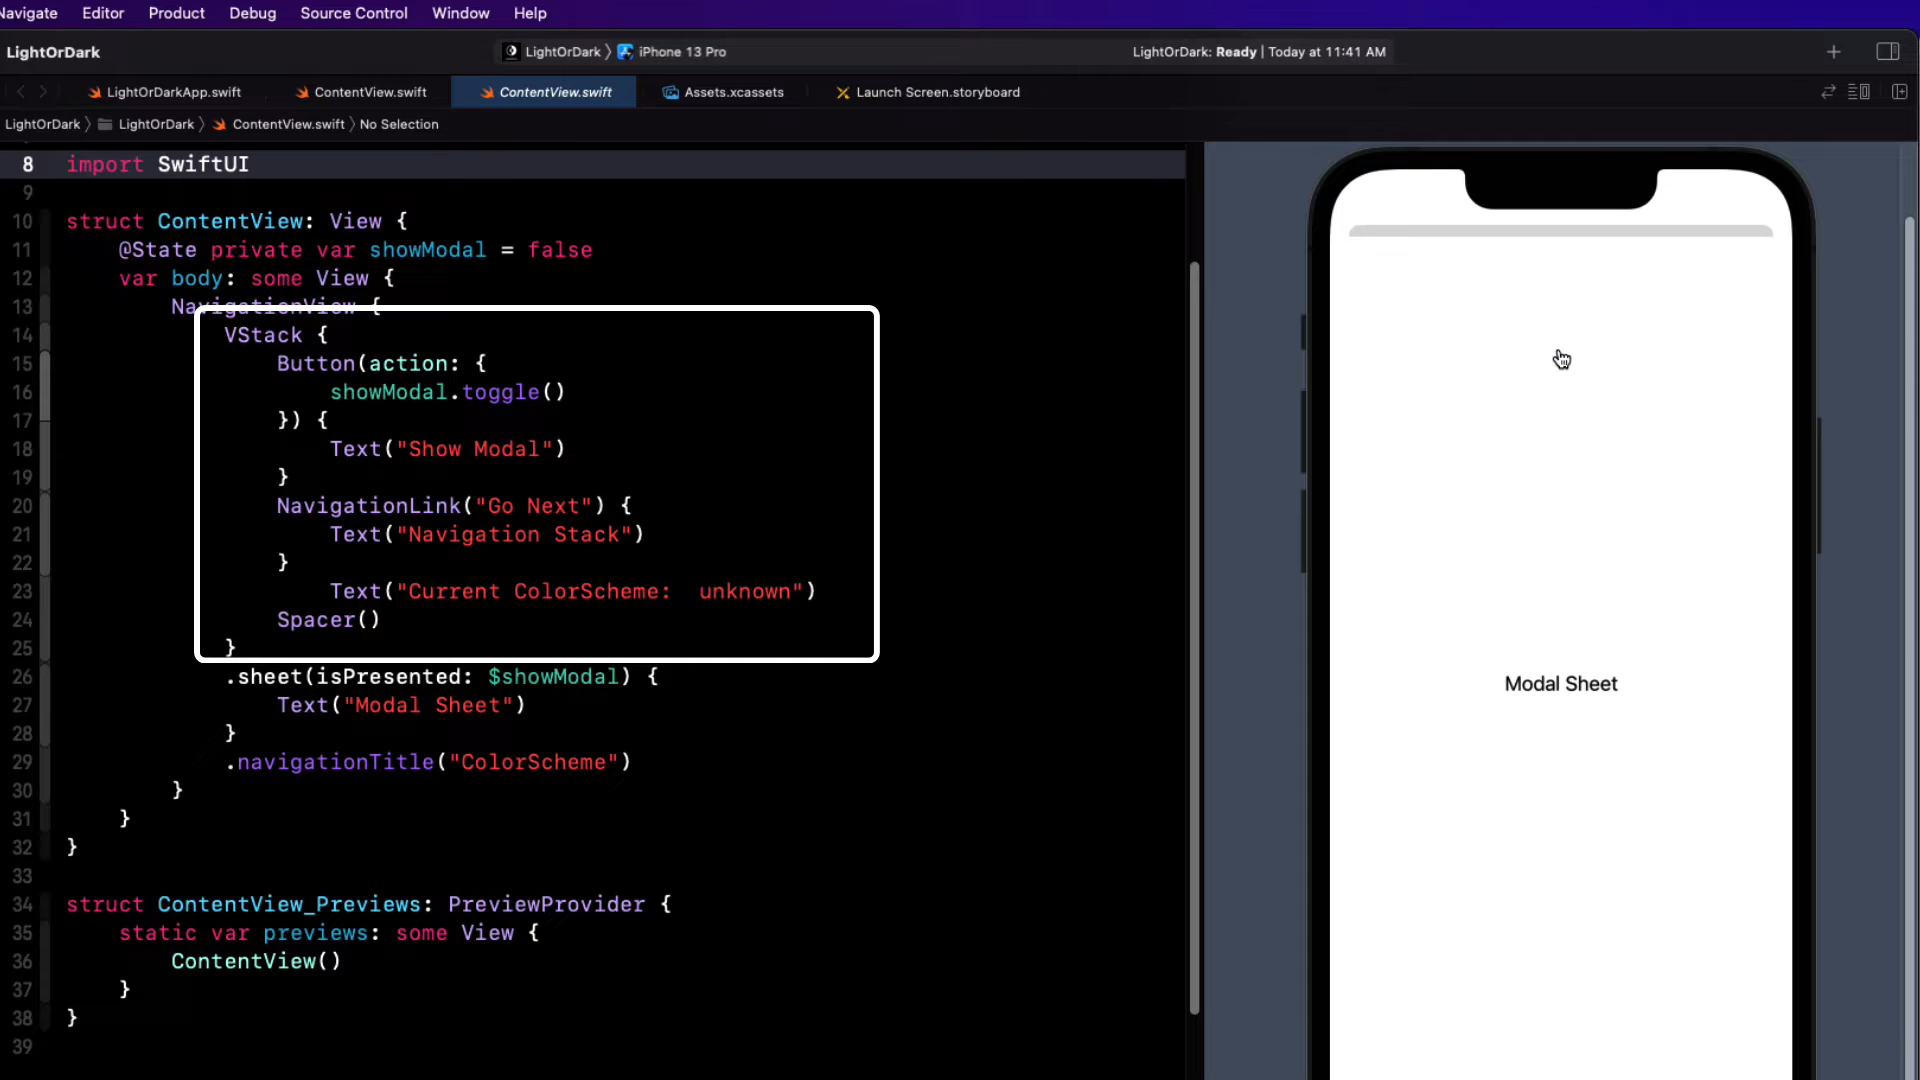 Navigate Editor Product Debug Source Control Window Help
LightOrDark
LightOrDark 〉 iPhone 13 Pro
LightOrDark: Ready | Today at 11:41 AM
LightOrDarkApp.swift
ContentView.swift
ContentView.swift
Assets.xcassets
Launch Screen.storyboard
LightOrDark 〉 LightOrDark 〉 ContentView.swift 〉 No Selection
8 import SwiftUI
9
10 struct ContentView: View {
11     @State private var showModal = false
12     var body: some View {
13         NavigationView {
14             VStack {
15                 Button(action: {
16                     showModal.toggle()
17                 }) {
18                     Text("Show Modal")
19                 }
20                 NavigationLink("Go Next") {
21                     Text("Navigation Stack")
22                 }
23                     Text("Current ColorScheme:  unknown")
24                 Spacer()
25             }
26             .sheet(isPresented: $showModal) {
27                 Text("Modal Sheet")
28             }
29             .navigationTitle("ColorScheme")
30         }
31     }
32 }
33
34 struct ContentView_Previews: PreviewProvider {
35     static var previews: some View {
36         ContentView()
37     }
38 }
39
Modal Sheet